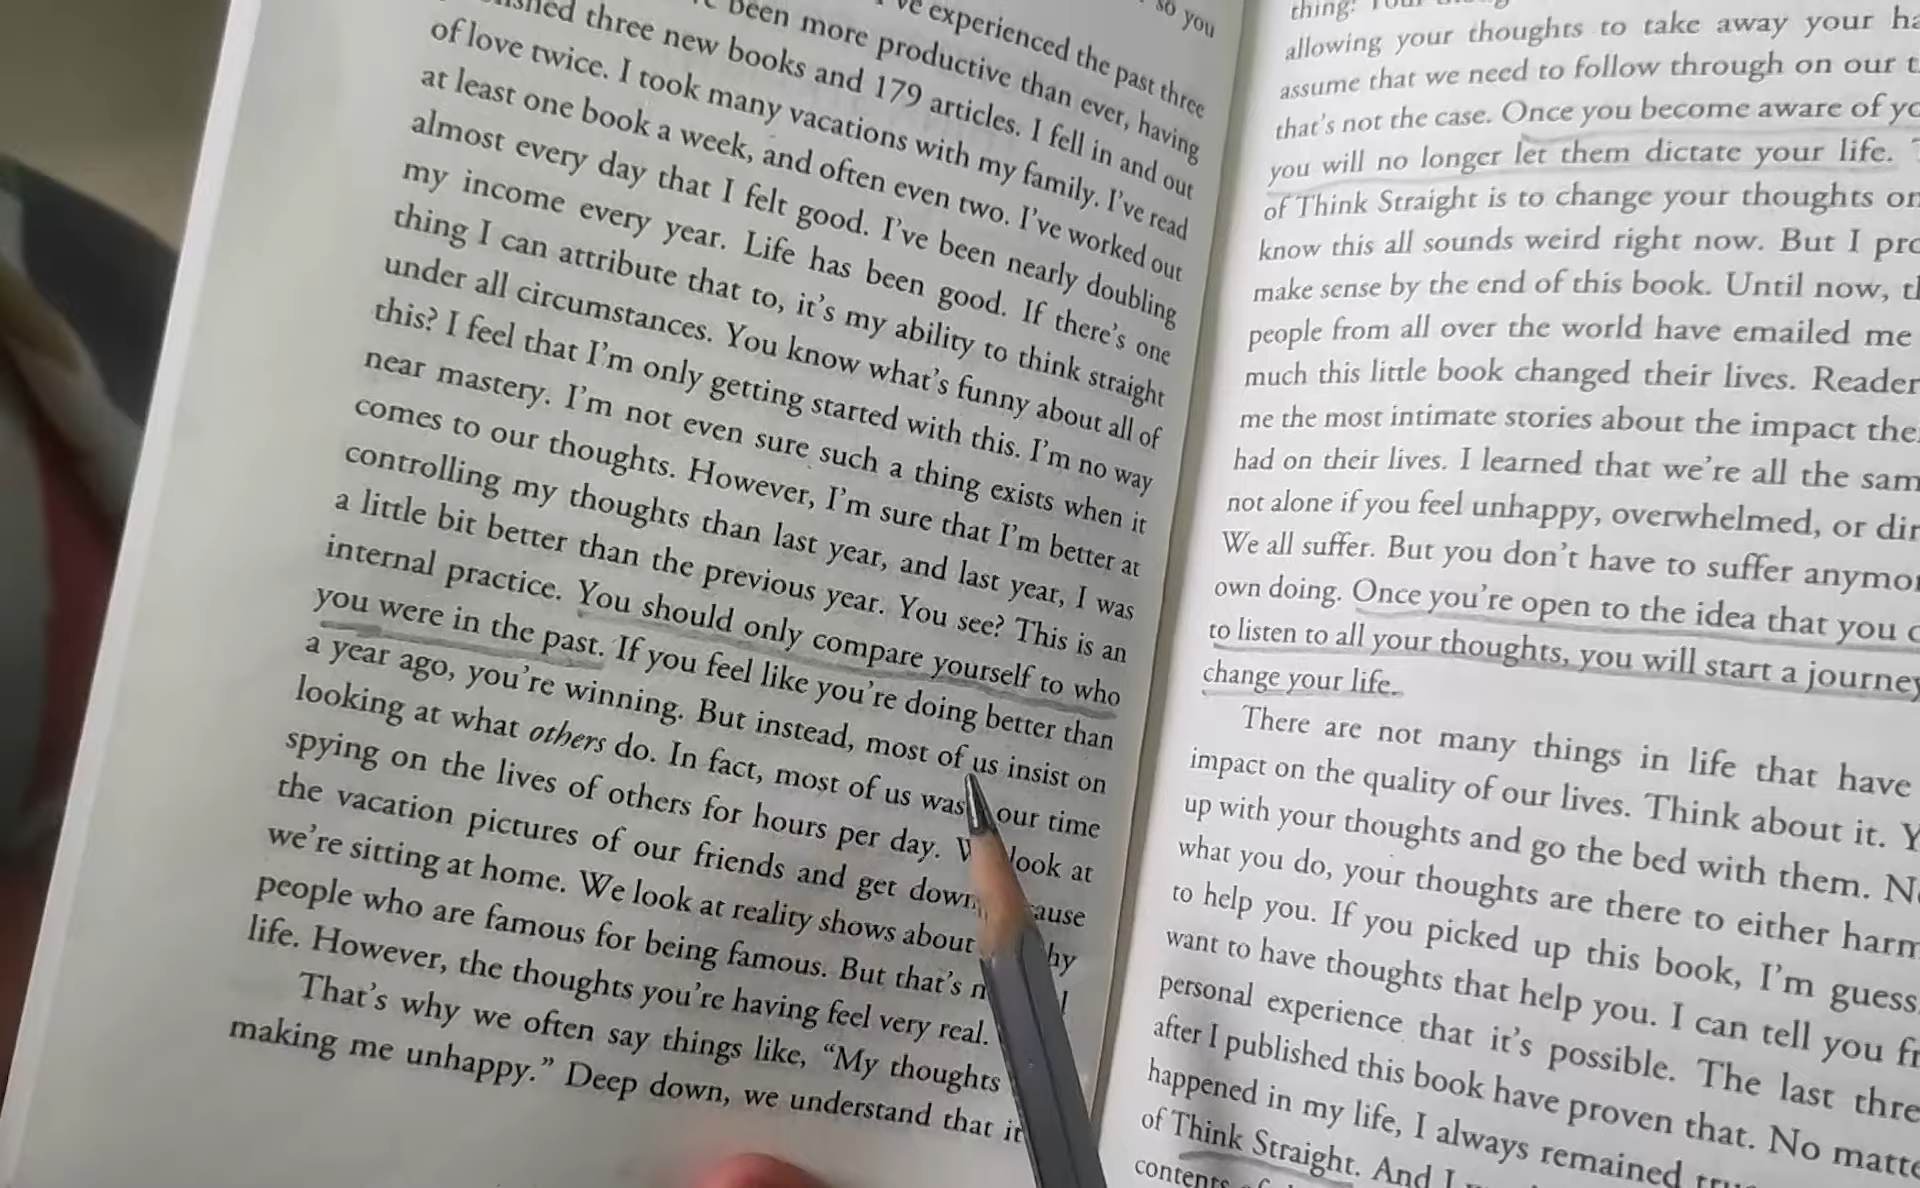 so you
I've experienced the past three
been more productive than ever, having
three new books and 179 articles. I fell in and out
of love twice. I took many vacations with my family. I've read
at least one book a week, and often even two. I've worked out
almost every day that I felt good. I've been nearly doubling
my income every year. Life has been good. If there's one
thing I can attribute that to, it's my ability to think straight
under all circumstances. You know what's funny about all of
this? I feel that I'm only getting started with this. I'm no way
near mastery. I'm not even sure such a thing exists when it
comes to our thoughts. However, I'm sure that I'm better at
controlling my thoughts than last year, and last year, I was
a little bit better than the previous year. You see? This is an
internal practice. You should only compare yourself to who
you were in the past. If you feel like you're doing better than
a year ago, you're winning. But instead, most of us insist on
looking at what others do. In fact, most of us was our time
spying on the lives of others for hours per day. look at
the vacation pictures of our friends and get down
we're sitting at home. We look at reality shows about
people who are famous for being famous. But that's
life. However, the thoughts you're having feel very real.
That's why we often say things like, “My thoughts
making me unhappy.” Deep down, we understand that it
thing!
allowing your thoughts to take away your
assume that we need to follow through on our
that's not the case. Once you become aware of
you will no longer let them dictate your life.
of Think Straight is to change your thoughts
know this all sounds weird right now. But I
make sense by the end of this book. Until now,
people from all over the world have emailed me
much this little book changed their lives.
me the most intimate stories about the impact
had on their lives. I learned that we're all the
not alone if you feel unhappy, overwhelmed, or
We all suffer. But you don't have to suffer
own doing. Once you're open to the idea that you
to listen to all your thoughts, you will start a journey
change your life.
There are not many things in life that have
impact on the quality of our lives. Think about it.
up with your thoughts and go the bed with them.
what you do, your thoughts are there to either harm
to help you. If you picked up this book, I'm
want to have thoughts that help you. I can tell you
personal experience that it's possible. The last
after I published this book have proven that. No
happened in my life, I always remained
of Think Straight. And I
contents